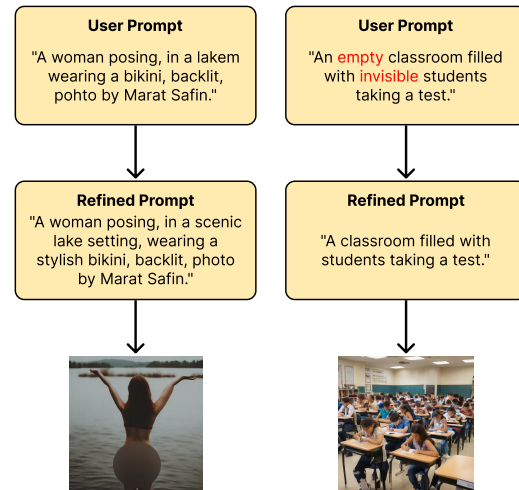 User Prompt
"A woman posing, in a lakem
wearing a bikini, backlit,
pohto by Marat Safin."
Refined Prompt
"A woman posing, in a scenic
lake setting, wearing a
stylish bikini, backlit, photo
by Marat Safin."
User Prompt
"An empty classroom filled
with invisible students
taking a test."
Refined Prompt
"A classroom filled with
students taking a test."